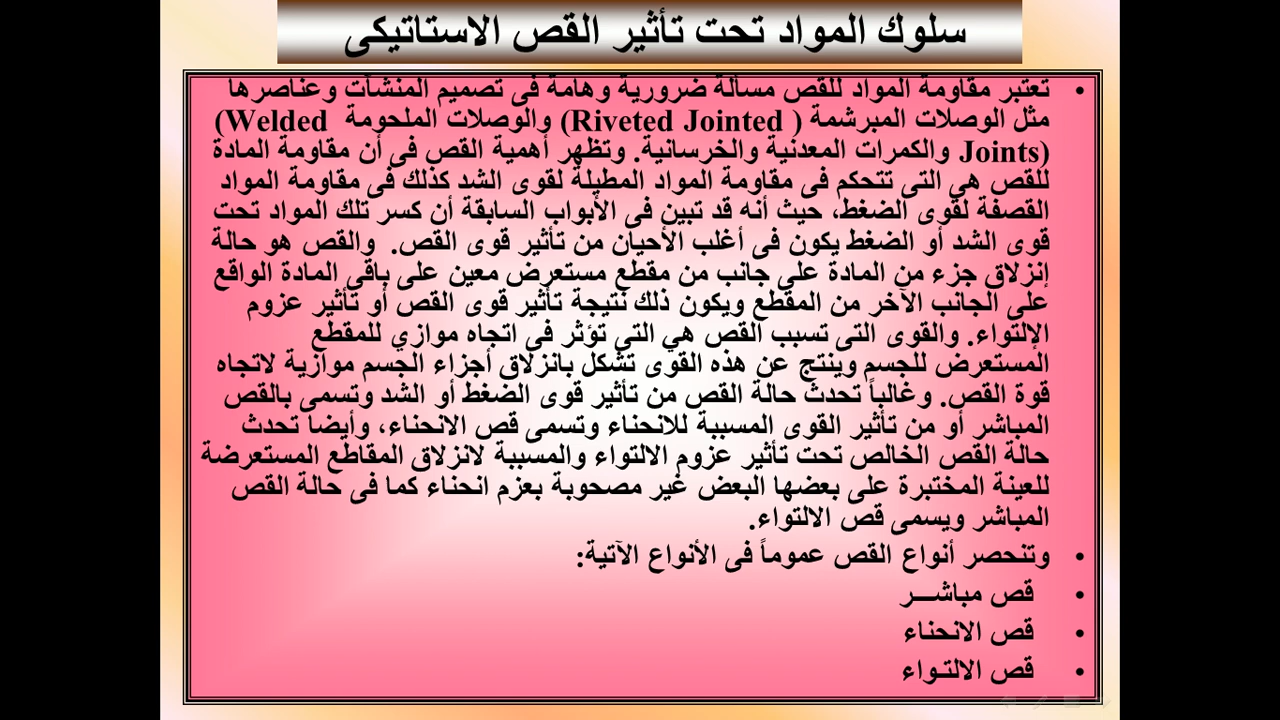 سلوك المواد تحت تأثير القص الاستاتيكى
• تعتبر مقاومة المواد للقص مسألة ضرورية وهامة فى تصميم المنشآت وعناصرها
مثل الوصلات المبرشمة ( Riveted Jointed) والوصلات الملحومة (Welded
Joints) والكمرات المعدنية والخرسانية. وتظهر أهمية القص فى أن مقاومة المادة
للقص هي التى تتحكم فى مقاومة المواد المطيلة لقوى الشد كذلك فى مقاومة المواد
القصفة لقوى الضغط، حيث أنه قد تبين فى الأبواب السابقة أن كسر تلك المواد تحت
قوى الشد أو الضغط يكون فى أغلب الأحيان من تأثير قوى القص. والقص هو حالة
إنزلاق جزء من المادة على جانب من مقطع مستعرض معين على باقى المادة الواقع
على الجانب الآخر من المقطع ويكون ذلك نتيجة تأثير قوى القص أو تأثير عزوم
الإلتواء. والقوى التى تسبب القص هي التى تؤثر فى اتجاه موازي للمقطع
المستعرض للجسم وينتج عن هذه القوى تشكل بانزلاق أجزاء الجسم موازية لاتجاه
قوة القص. وغالباً تحدث حالة القص من تأثير قوى الضغط أو الشد وتسمى بالقص
المباشر أو من تأثير القوى المسببة للانحناء وتسمى قص الانحناء، وأيضاً تحدث
حالة القص الخالص تحت تأثير عزوم الالتواء والمسببة لانزلاق المقاطع المستعرضة
للعينة المختبرة على بعضها البعض غير مصحوبة بعزم انحناء كما فى حالة القص
المباشر ويسمى قص الالتواء.
• وتنحصر أنواع القص عموماً فى الأنواع الآتية:
• قص مباشـــر
• قص الانحناء
• قص الالتـواء